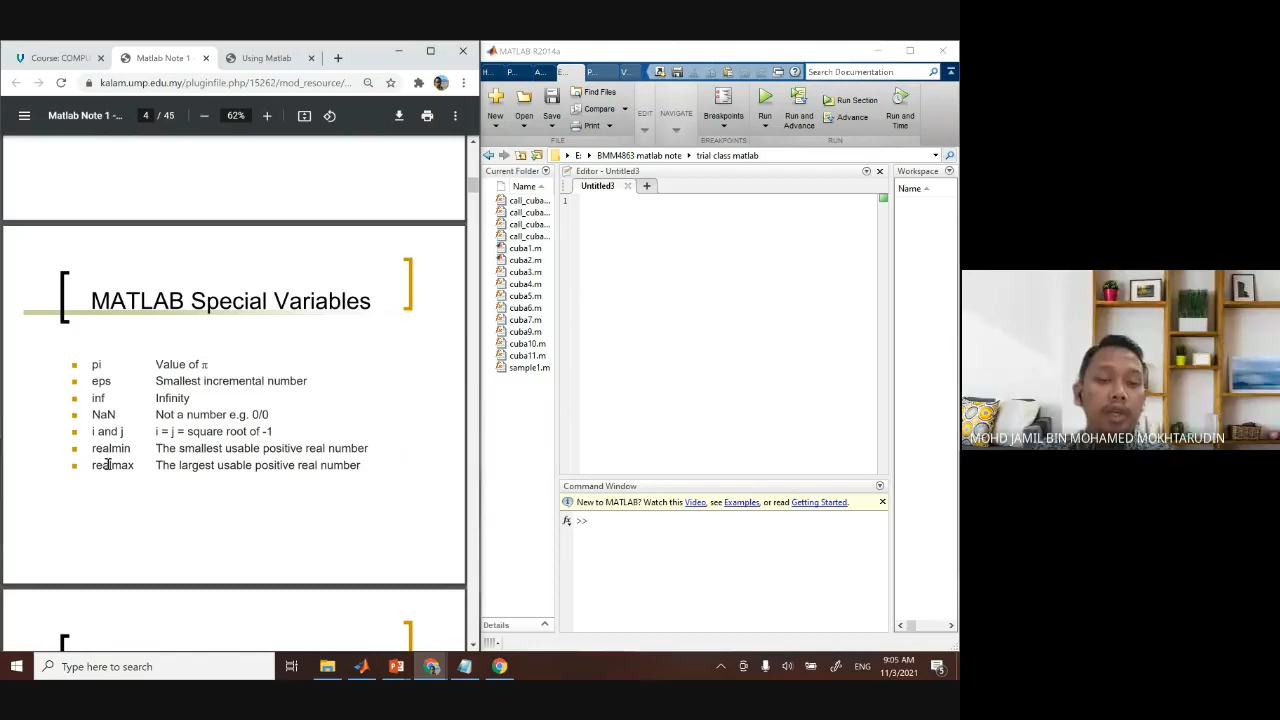 Course: COMPU
Matlab Note 1
Using Matlab
kalam.ump.edu.my/pluginfile.php/15262/mod_resource/...
Matlab Note 1 -...
4 / 45
62%
MATLAB Special Variables
pi Value of π
eps Smallest incremental number
inf Infinity
NaN Not a number e.g. 0/0
i and j i = j = square root of -1
realmin The smallest usable positive real number
realmax The largest usable positive real number
MATLAB R2014a
H... P... A... E... P... V...
Search Documentation
New
Open
Save
Find Files
Compare
Print
FILE
EDIT
NAVIGATE
Breakpoints
BREAKPOINTS
Run
Run and Advance
Run Section
Advance
Run and Time
RUN
E: BMM4863 matlab note trial class matlab
Current Folder
Name
call_cuba...
call_cuba...
call_cuba...
call_cuba...
cuba1.m
cuba2.m
cuba3.m
cuba4.m
cuba5.m
cuba6.m
cuba7.m
cuba9.m
cuba10.m
cuba11.m
sample1.m
Details
Editor - Untitled3
Untitled3
1
Command Window
New to MATLAB? Watch this Video, see Examples, or read Getting Started.
fx >>
Workspace
Name
MOHD JAMIL BIN MOHAMED MOKHTARUDIN
Type here to search
ENG
9:05 AM
11/3/2021
5